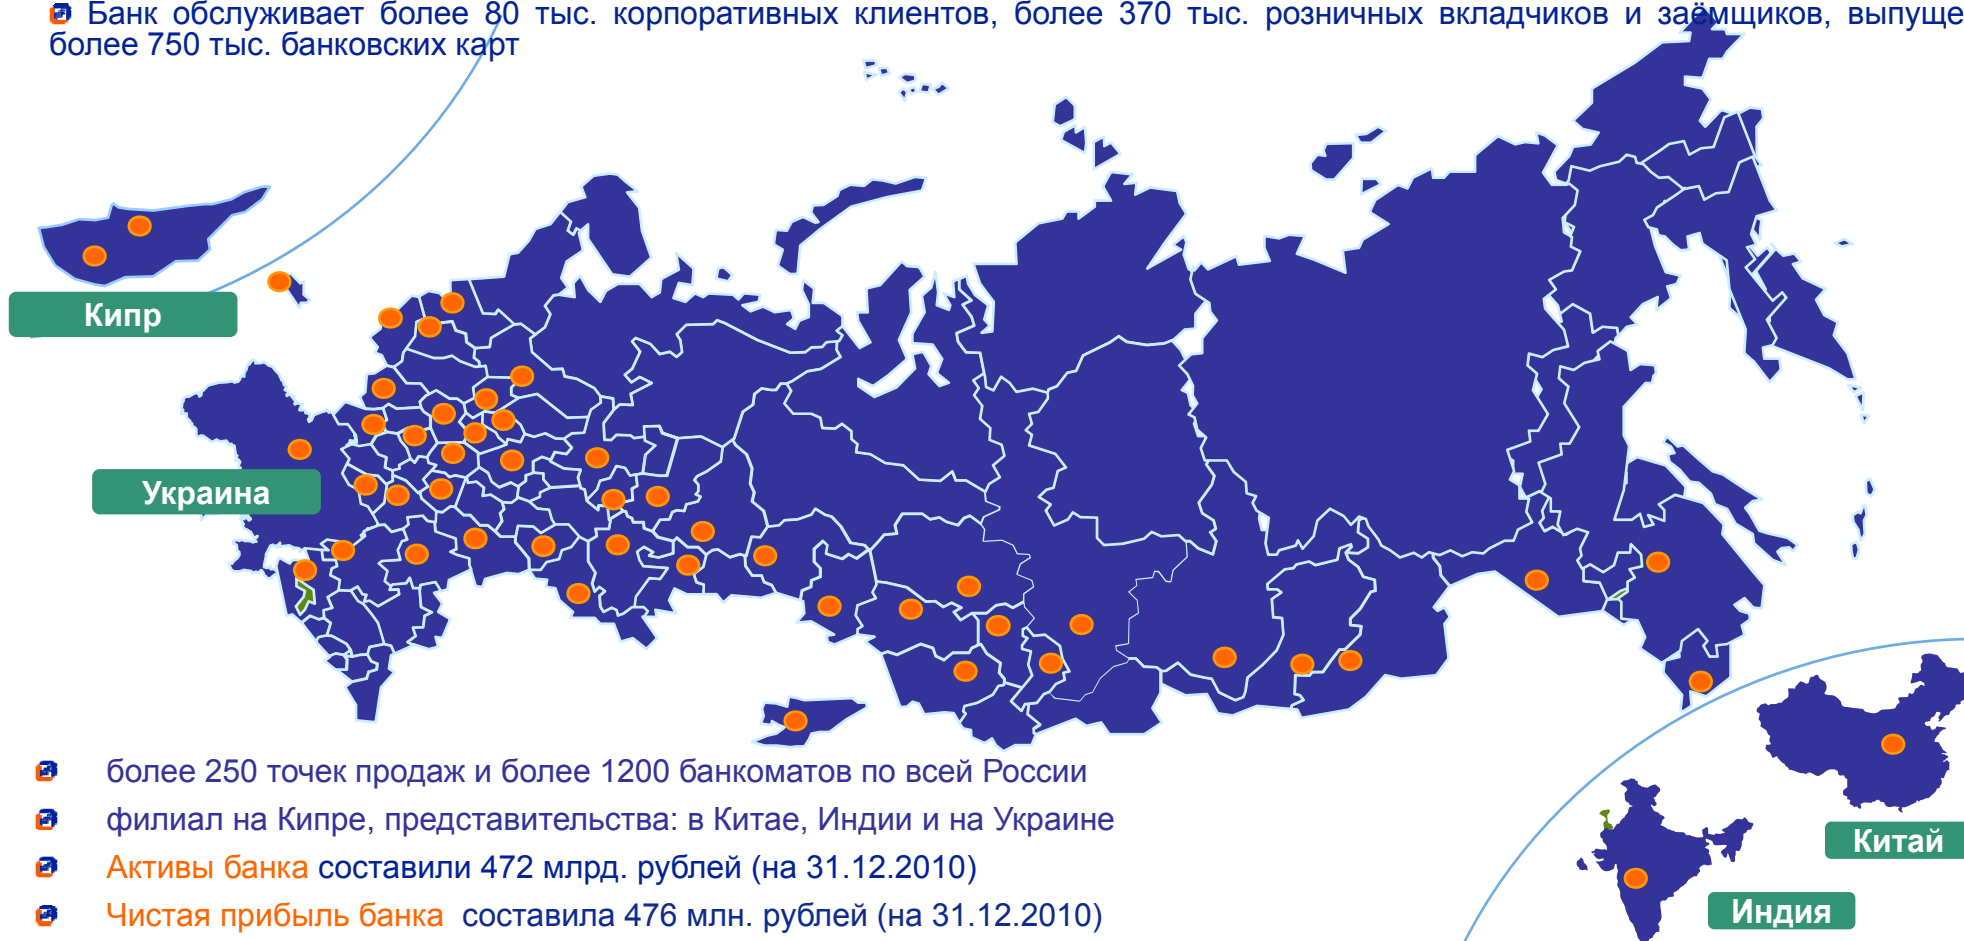 Банк обслуживает более 80 тыс. корпоративных клиентов, более 370 тыс. розничных вкладчиков и заёмщиков, выпуще
более 750 тыс. банковских карт
Кипр
Украина
более 250 точек продаж и более 1200 банкоматов по всей России
филиал на Кипре, представительства: в Китае, Индии и на Украине
Активы банка составили 472 млрд. рублей (на 31.12.2010)
Чистая прибыль банка составила 476 млн. рублей (на 31.12.2010)
Китай
Индия